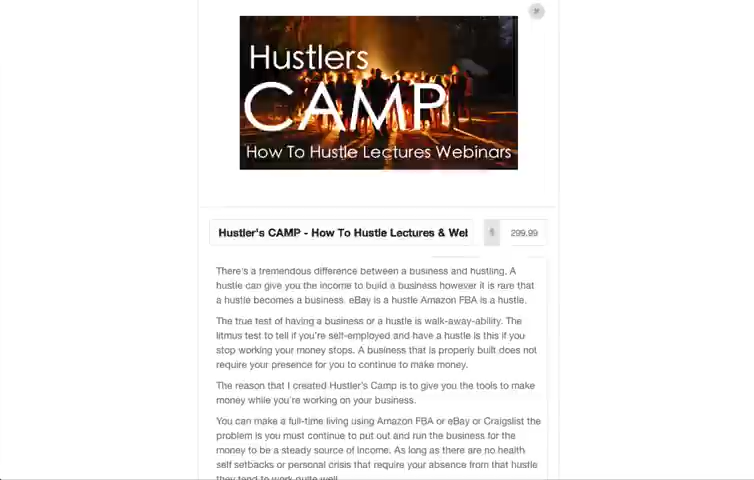 Hustlers
CAMP
How To Hustle Lectures Webinars
Hustler's CAMP - How To Hustle Lectures & Wel
$ 299.99
There's a tremendous difference between a business and hustling. A
hustle can give you the income to build a business however it is rare that
a hustle becomes a business. eBay is a hustle Amazon FBA is a hustle.
The true test of having a business or a hustle is walk-away-ability. The
litmus test to tell if you're self-employed and have a hustle is this if you
stop working your money stops. A business that is properly built does not
require your presence for you to continue to make money.
The reason that I created Hustler's Camp is to give you the tools to make
money while you're working on your business.
You can make a full-time living using Amazon FBA or eBay or Craigslist the
problem is you must continue to put out and run the business for the
money to be a steady source of income. As long as there are no health
self setbacks or personal crisis that require your absence from that hustle
they tend to work quite well